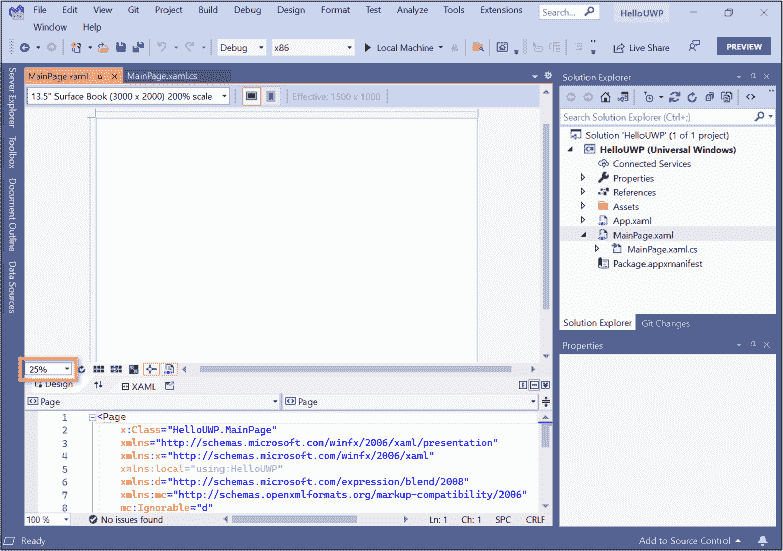 File Edit View Git Project Build Debug Design Format Test Analyze Tools Extensions Search... HelloUWP
Window Help
Debug x86 Local Machine Live Share PREVIEW
MainPage.xaml MainPage.xaml.cs
13.5" Surface Book (3000 x 2000) 200% scale Effective: 1500 x 1000
Server Explorer
Toolbox
Document Outline
Data Sources
25%
Design XAML
Page Page
1 <Page
2 x:Class="HelloUWP.MainPage"
3 xmlns="http://schemas.microsoft.com/winfx/2006/xaml/presentation"
4 xmlns:x="http://schemas.microsoft.com/winfx/2006/xaml"
5 xmlns:local="using:HelloUWP"
6 xmlns:d="http://schemas.microsoft.com/expression/blend/2008"
7 xmlns:mc="http://schemas.openxmlformats.org/markup-compatibility/2006"
8 mc:Ignorable="d"
100 % No issues found Ln: 1 Ch: 1 SPC CRLF
Solution Explorer
Search Solution Explorer (Ctrl+;)
Solution 'HelloUWP' (1 of 1 project)
HelloUWP (Universal Windows)
Connected Services
Properties
References
Assets
App.xaml
MainPage.xaml
MainPage.xaml.cs
Package.appxmanifest
Solution Explorer Git Changes
Properties
Ready Add to Source Control